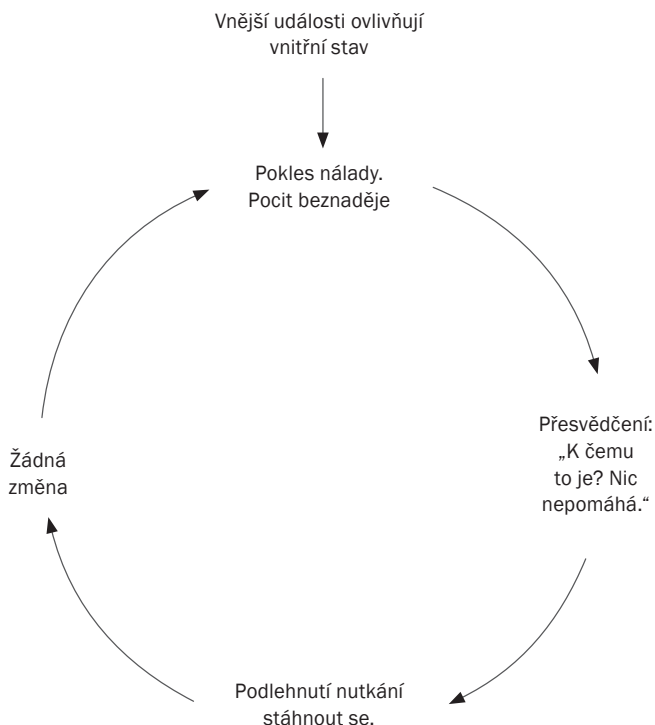 Vnější události ovlivňují
vnitřní stav
Pokles nálady.
Pocit beznaděje
Přesvědčení:
„K čemu
to je? Nic
nepomáhá.“
Podlehnutí nutkání
stáhnout se.
Žádná
změna